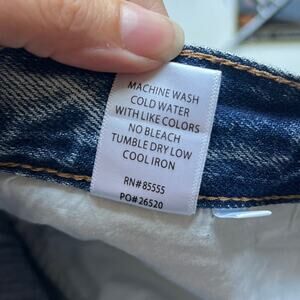 MACHINE WASH
COLD WATER
WITH LIKE COLORS
NO BLEACH
TUMBLE DRY LOW
COOL IRON
RN#85555
PO#26520